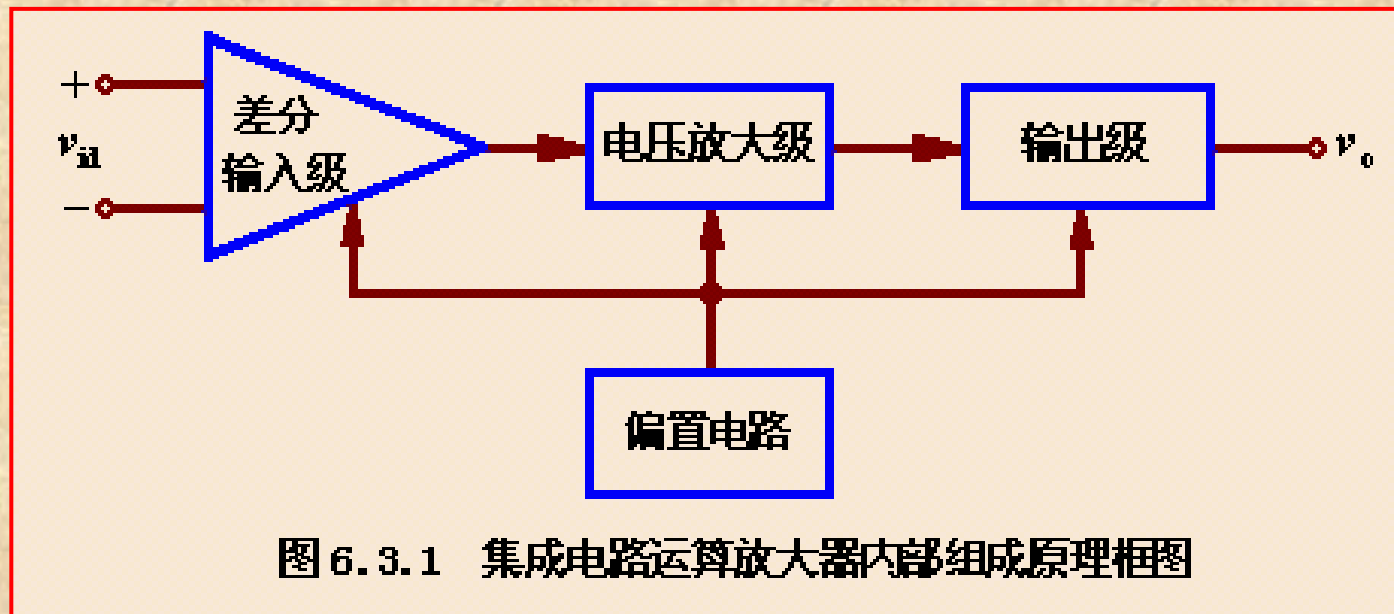 +
差分
输入级
v_id
−
电压放大级
输出级
v_o
偏置电路
图 6.3.1 集成电路运算放大器内部组成原理框图